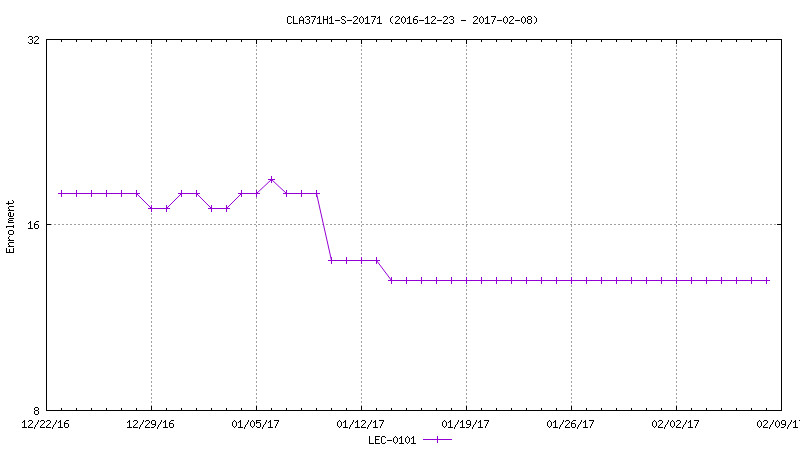 CLA371H1-S-20171 (2016-12-23 - 2017-02-08)
32
16
8
Enrolment
12/22/16 12/29/16 01/05/17 01/12/17 01/19/17 01/26/17 02/02/17 02/09/1
LEC-0101